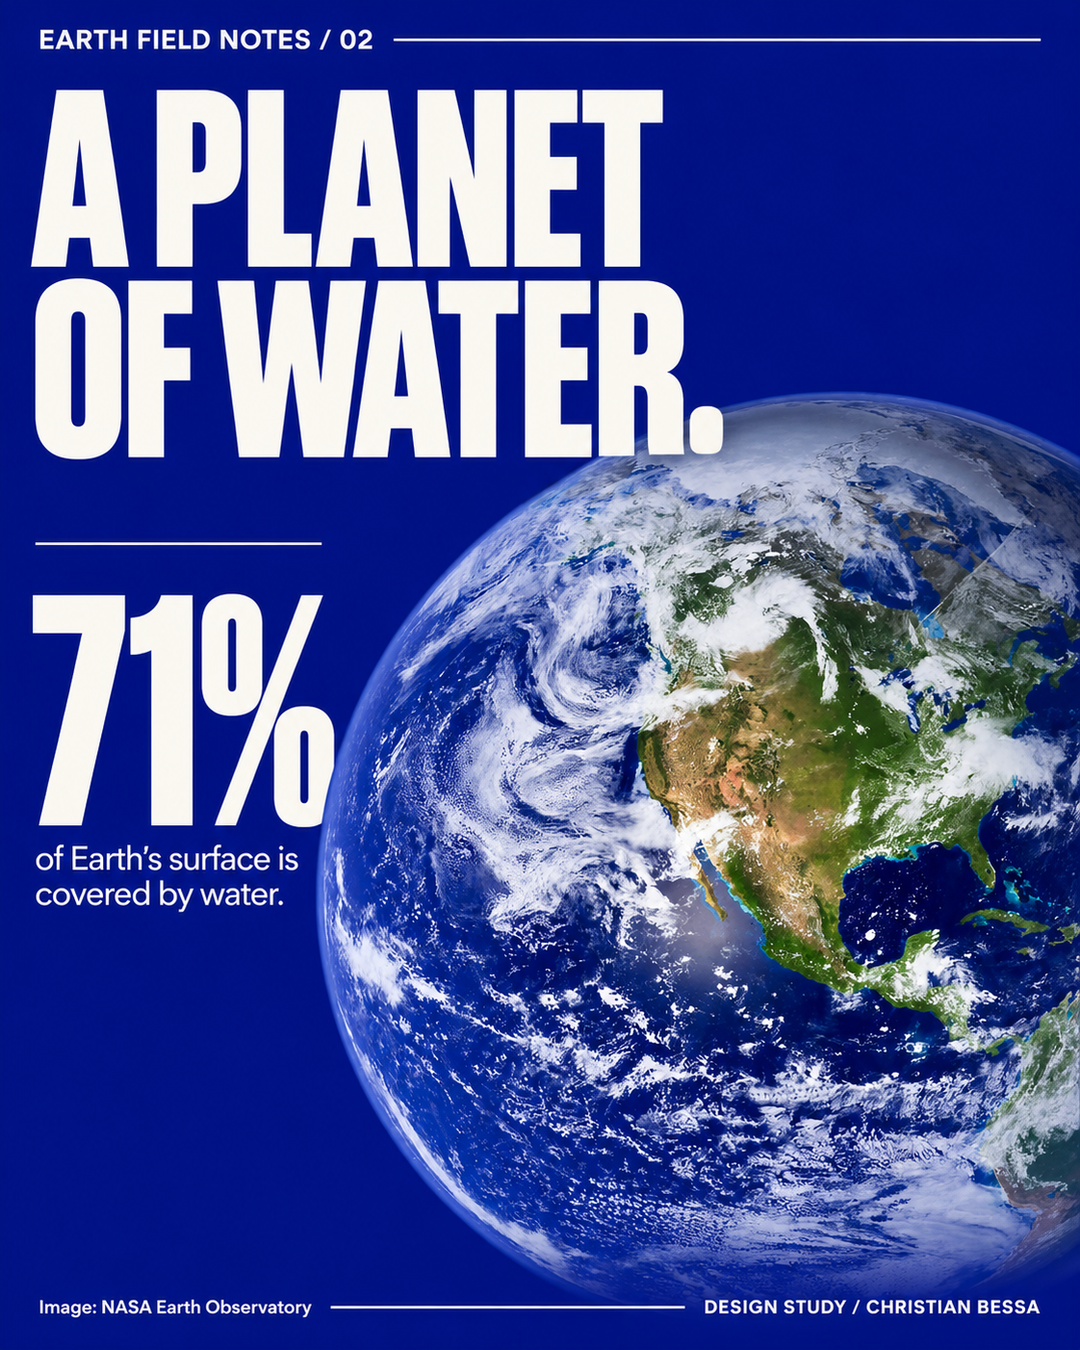 EARTH FIELD NOTES / 02
A PLANET
OF WATER.
71%
of Earth’s surface is
covered by water.
Image: NASA Earth Observatory
DESIGN STUDY / CHRISTIAN BESSA